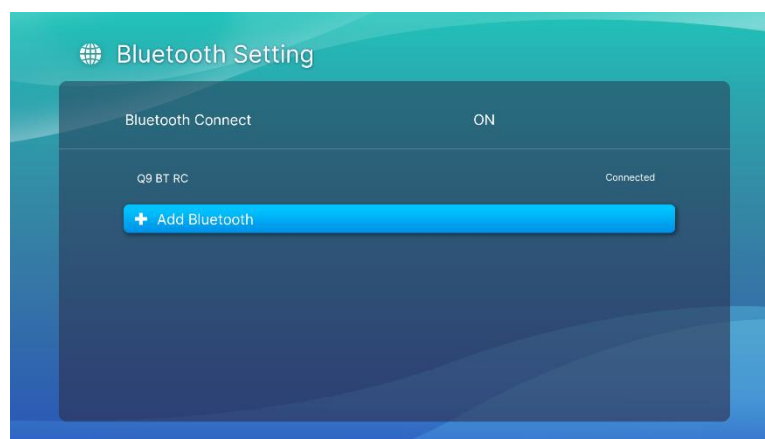 Bluetooth Setting
Bluetooth Connect ON
Q9 BT RC Connected
Add Bluetooth